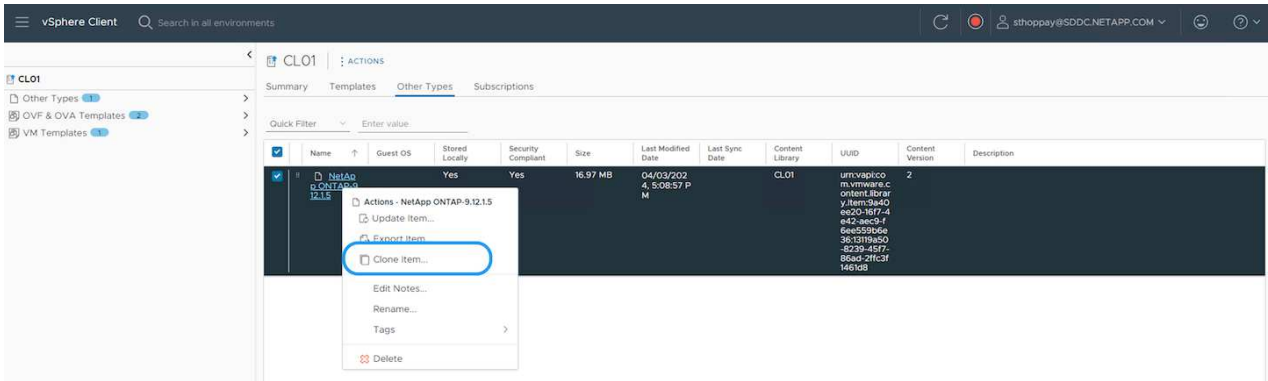 vSphere Client Search in all environments
sthoppay@SDDC.NETAPP.COM
CL01
Other Types 1
OVF & OVA Templates 2
VM Templates 1
CL01 ACTIONS
Summary Templates Other Types Subscriptions
Quick Filter Enter value
Name Guest OS Stored Locally Security Compliant Size Last Modified Date Last Sync Date Content Library UUID Content Version Description
NetAp
p ONTAP-9
.12.1.5
Yes Yes 16.97 MB
04/03/202
4, 5:08:57 P
M
CL01
urn:vapi:co
m.vmware.c
ontent.librar
y.Item:9a40
ee20-16f7-4
e42-aec9-f
6ee559b6e
36:13119a50
-8239-45f7-
86ad-2ffc3f
1461d8
2
Actions - NetApp ONTAP-9.12.1.5
Update Item...
Export Item...
Clone Item...
Edit Notes...
Rename...
Tags
Delete